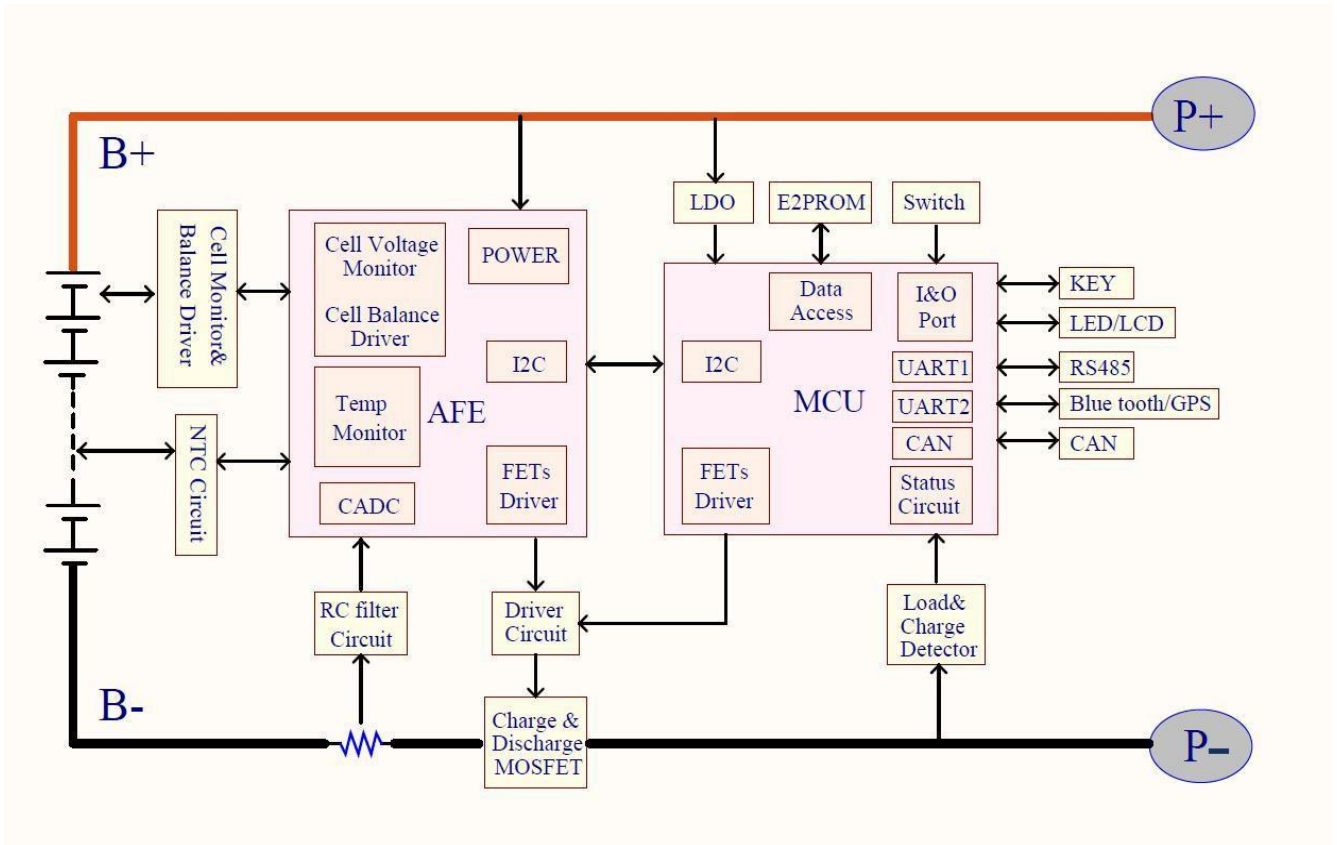 P+
B+
LDO
E2PROM
Switch
Cell Monitor&
Balance Driver
Cell Voltage
Monitor
Cell Balance
Driver
POWER
I2C
Temp
Monitor
AFE
CADC
FETs
Driver
NTC Circuit
Data
Access
I&O
Port
I2C
MCU
UART1
UART2
CAN
Status
Circuit
FETs
Driver
KEY
LED/LCD
RS485
Blue tooth/GPS
CAN
RC filter
Circuit
Driver
Circuit
Load&
Charge
Detector
B-
Charge &
Discharge
MOSFET
P-